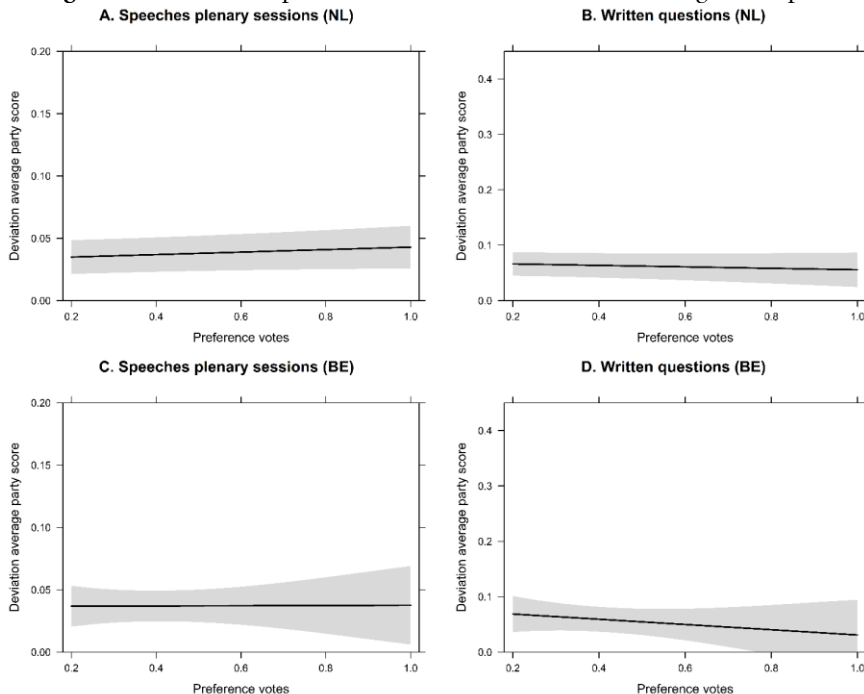 A. Speeches plenary sessions (NL)
Deviation average party score
0.20
0.15
0.10
0.05
0.00
0.2 0.4 0.6 0.8 1.0
Preference votes
B. Written questions (NL)
Deviation average party score
0.4
0.3
0.2
0.1
0.0
0.2 0.4 0.6 0.8 1.0
Preference votes
C. Speeches plenary sessions (BE)
Deviation average party score
0.20
0.15
0.10
0.05
0.00
0.2 0.4 0.6 0.8 1.0
Preference votes
D. Written questions (BE)
Deviation average party score
0.4
0.3
0.2
0.1
0.0
0.2 0.4 0.6 0.8 1.0
Preference votes